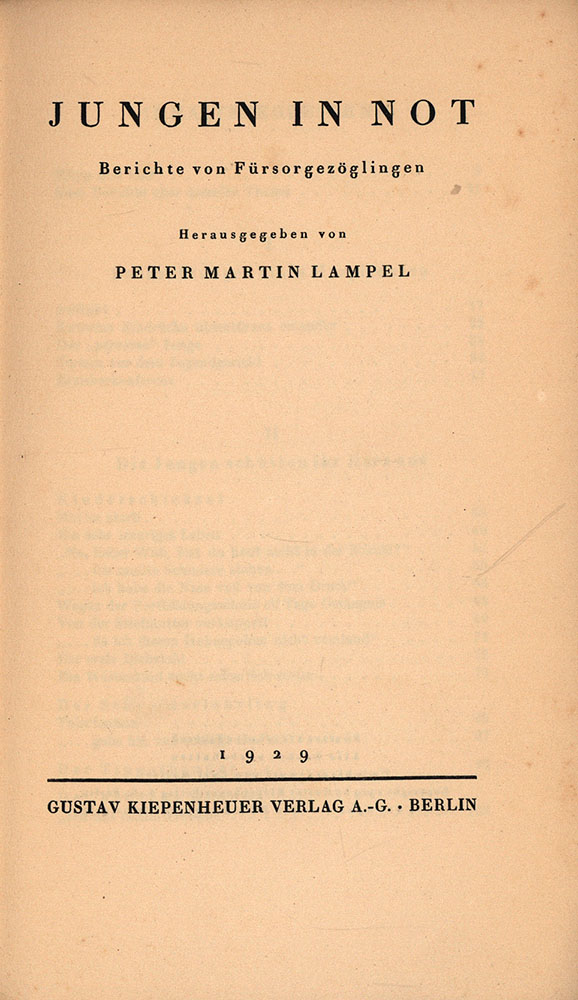 JUNGEN IN NOT
Berichte von Fürsorgezöglingen
Herausgegeben von
PETER MARTIN LAMPEL
1929
GUSTAV KIEPENHEUER VERLAG A.-G. · BERLIN